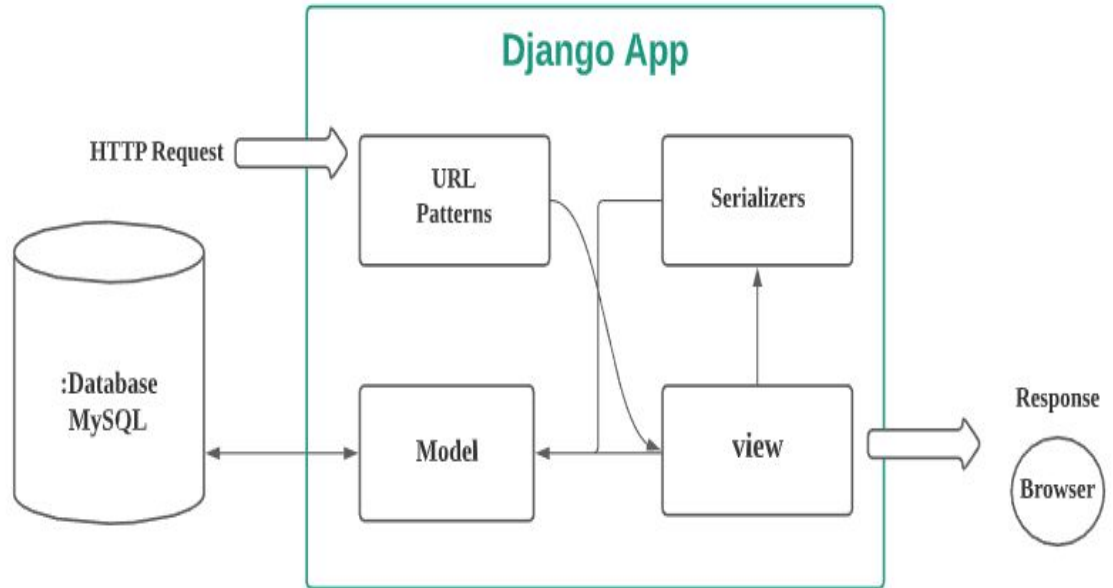 Django App
HTTP Request
URL
Patterns
Serializers
:Database
MySQL
Model
view
Response
Browser